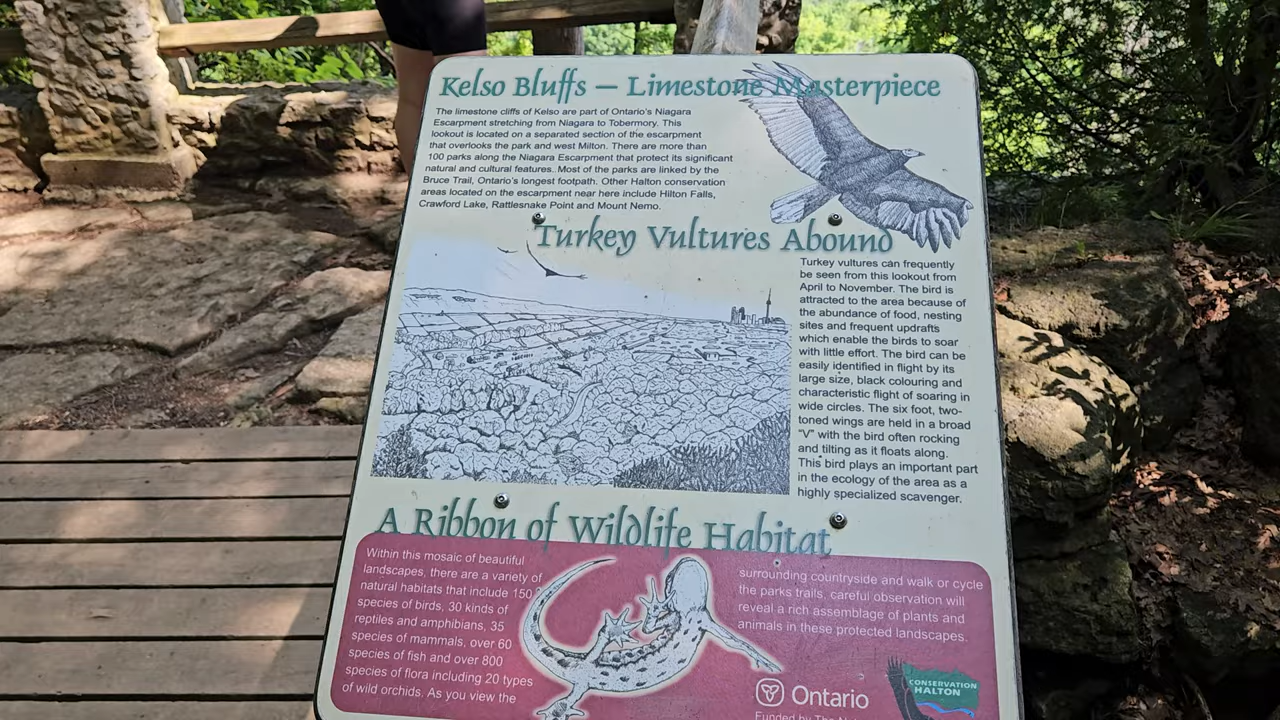 Kelso Bluffs – Limestone Masterpiece
The limestone cliffs of Kelso are part of Ontario's Niagara
Escarpment stretching from Niagara to Tobermory. This
lookout is located on a separated section of the escarpment
that overlooks the park and west Milton. There are more than
100 parks along the Niagara Escarpment that protect its significant
natural and cultural features. Most of the parks are linked by the
Bruce Trail, Ontario's longest footpath. Other Halton conservation
areas located on the escarpment near here include Hilton Falls,
Crawford Lake, Rattlesnake Point and Mount Nemo.
Turkey Vultures Abound
Turkey vultures can frequently
be seen from this lookout from
April to November. The bird is
attracted to the area because of
the abundance of food, nesting
sites and frequent updrafts
which enable the birds to soar
with little effort. The bird can be
easily identified in flight by its
large size, black colouring and
characteristic flight of soaring in
wide circles. The six foot, two-
toned wings are held in a broad
"V" with the bird often rocking
and tilting as it floats along.
This bird plays an important part
in the ecology of the area as a
highly specialized scavenger.
A Ribbon of Wildlife Habitat
Within this mosaic of beautiful
landscapes, there are a variety of
natural habitats that include 150
species of birds, 30 kinds of
reptiles and amphibians, 35
species of mammals, over 60
species of fish and over 800
species of flora including 20 types
of wild orchids. As you view the
surrounding countryside and walk or cycle
the parks trails, careful observation will
reveal a rich assemblage of plants and
animals in these protected landscapes.
Ontario
Funded by The
CONSERVATION
HALTON